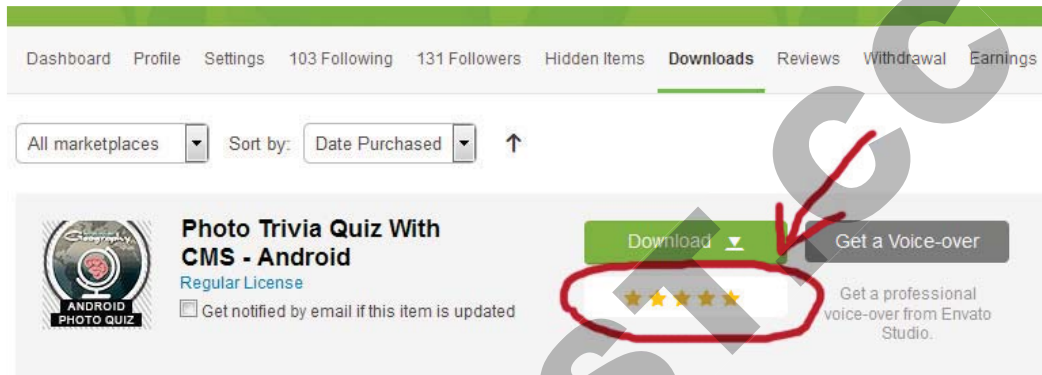 Dashboard Profile Settings 103 Following 131 Followers Hidden Items Downloads Reviews Withdrawal Earnings
All marketplaces Sort by: Date Purchased
Photo Trivia Quiz With
CMS - Android
Regular License
Get notified by email if this item is updated
Geography
ANDROID
PHOTO QUIZ
Download
Get a Voice-over
Get a professional
voice-over from Envato
Studio.